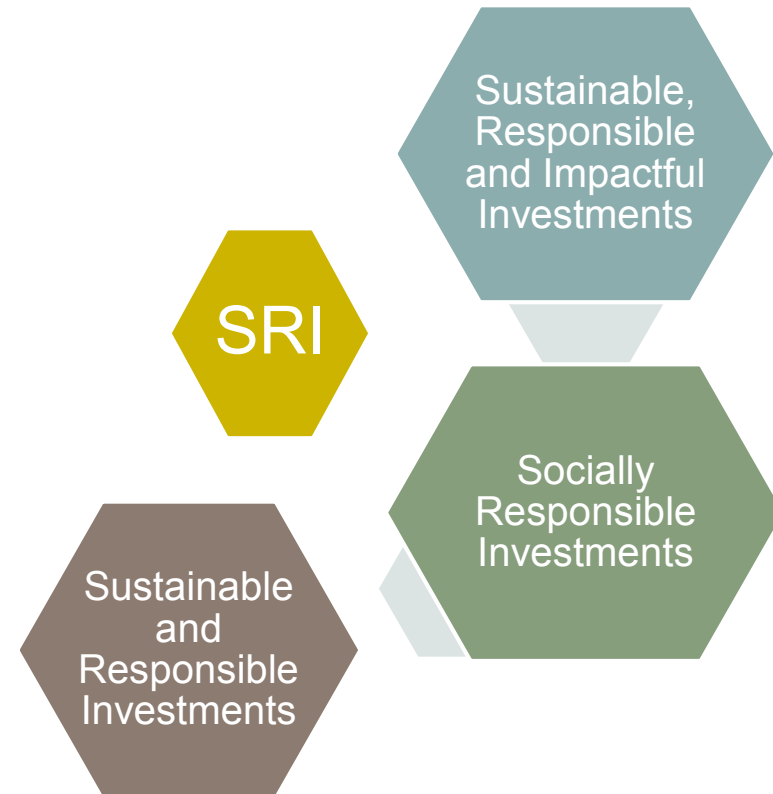 Sustainable,
Responsible
and Impactful
Investments
SRI
Socially
Responsible
Investments
Sustainable
and
Responsible
Investments